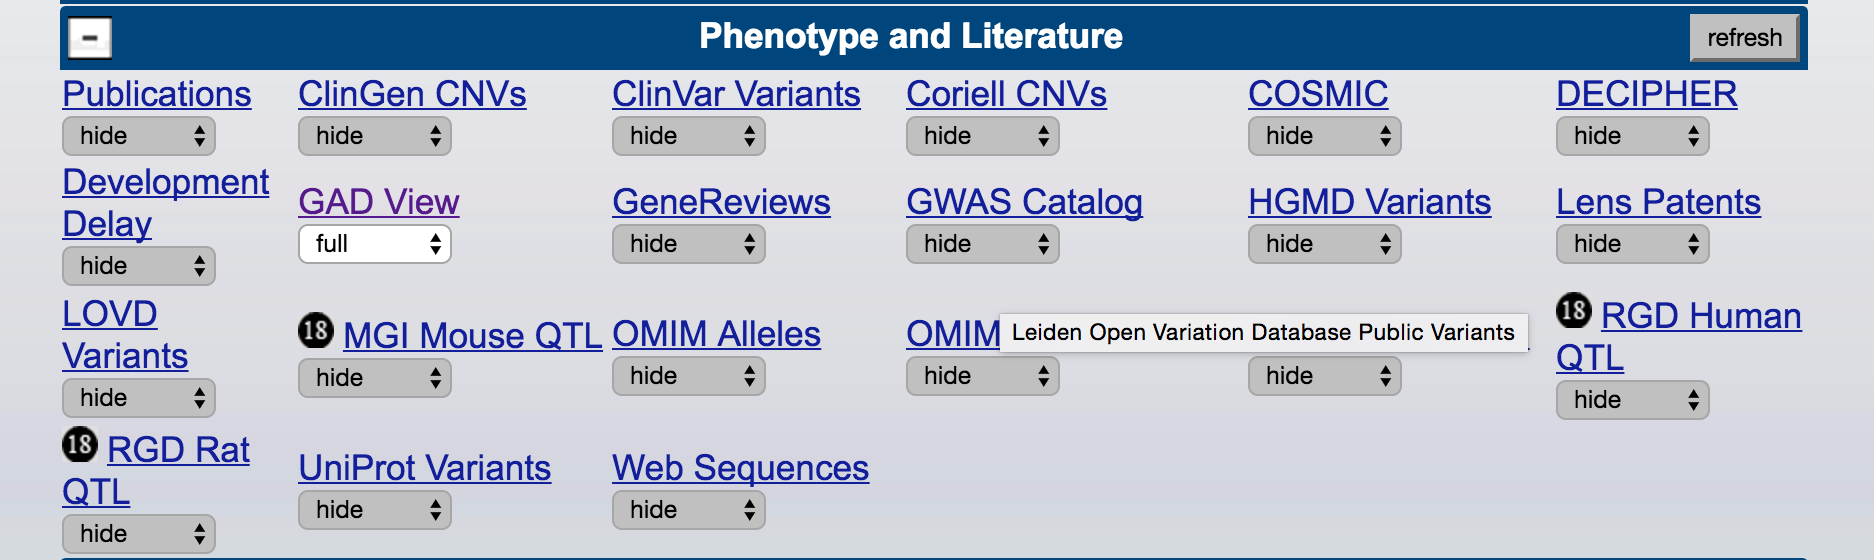 -
Phenotype and Literature
refresh
Publications
ClinGen CNVs
ClinVar Variants
Coriell CNVs
COSMIC
DECIPHER
hide
hide
hide
hide
hide
hide
Development
Delay
GAD View
GeneReviews
GWAS Catalog
HGMD Variants
Lens Patents
hide
full
hide
hide
hide
hide
LOVD
Variants
18 MGI Mouse QTL
OMIM Alleles
OMIM
Leiden Open Variation Database Public Variants
18 RGD Human
QTL
hide
hide
hide
hide
hide
hide
18 RGD Rat
QTL
UniProt Variants
Web Sequences
hide
hide
hide